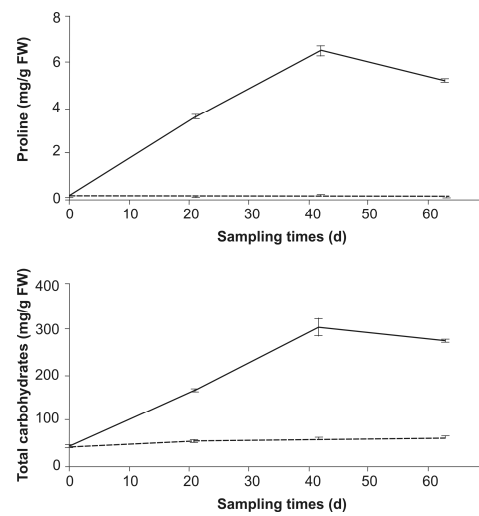 Proline (mg/g FW)
8
6
4
2
0
0 10 20 30 40 50 60
Sampling times (d)
Total carbohydrates (mg/g FW)
400
300
200
100
0
0 10 20 30 40 50 60
Sampling times (d)